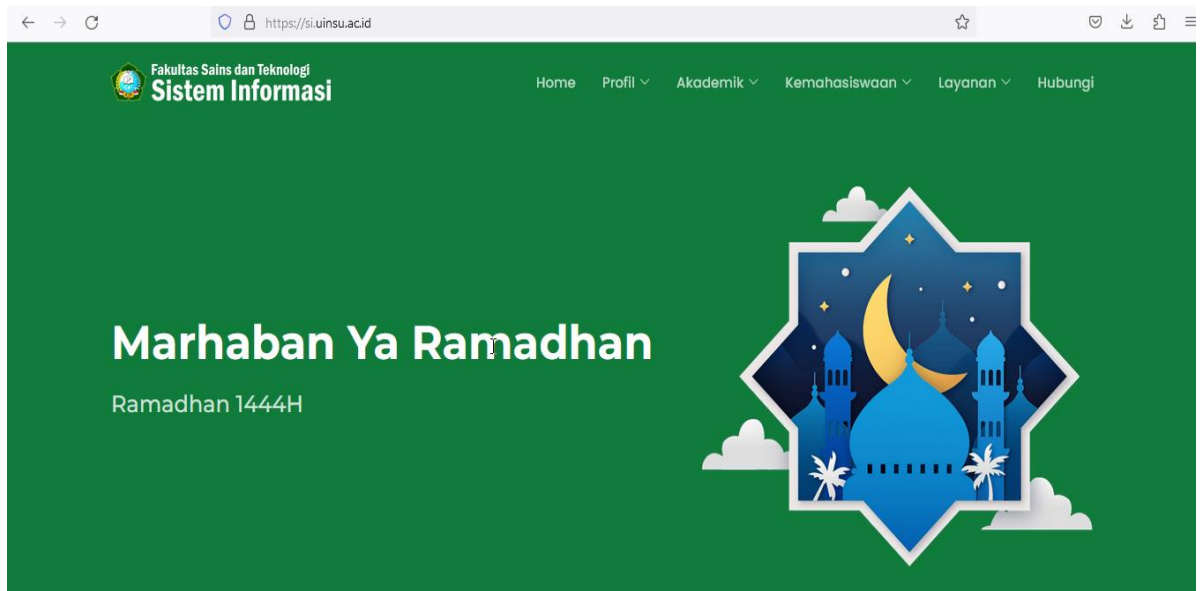 https://si.uinsu.ac.id
Fakultas Sains dan Teknologi
Sistem Informasi
Home Profil Akademik Kemahasiswaan Layanan Hubungi
Marhaban Ya Ramadhan
Ramadhan 1444H